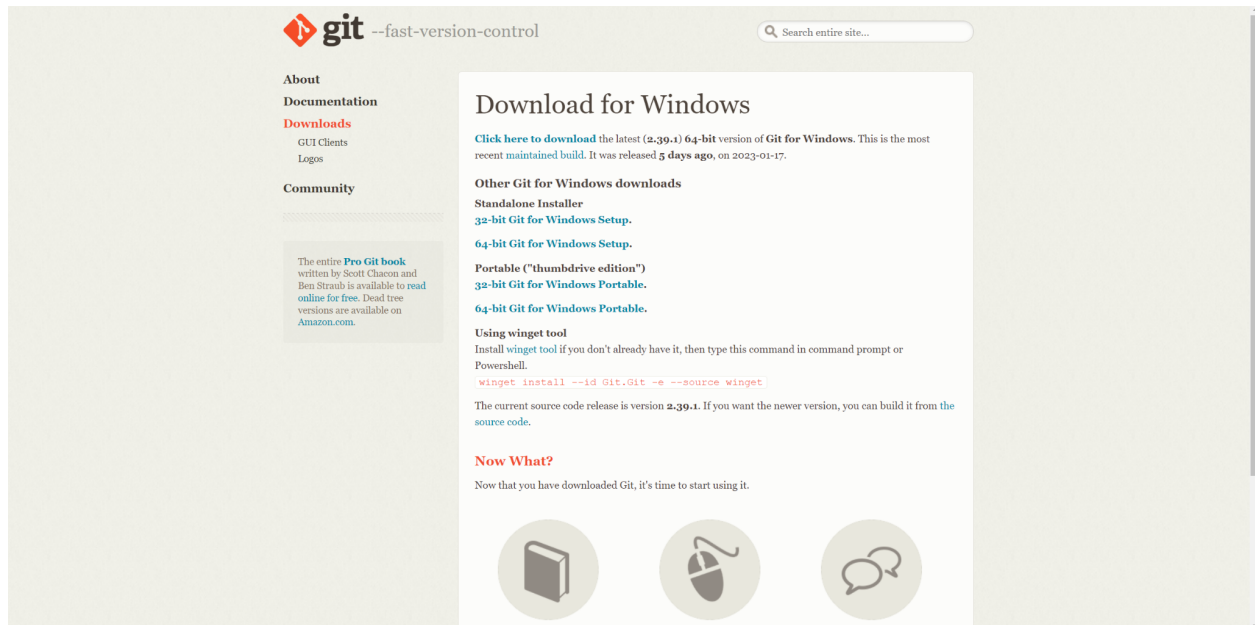 git --fast-version-control
Search entire site...
About
Documentation
Downloads
GUI Clients
Logos
Community
The entire Pro Git book
written by Scott Chacon and
Ben Straub is available to read
online for free. Dead tree
versions are available on
Amazon.com.
Download for Windows
Click here to download the latest (2.39.1) 64-bit version of Git for Windows. This is the most
recent maintained build. It was released 5 days ago, on 2023-01-17.
Other Git for Windows downloads
Standalone Installer
32-bit Git for Windows Setup.
64-bit Git for Windows Setup.
Portable ("thumbdrive edition")
32-bit Git for Windows Portable.
64-bit Git for Windows Portable.
Using winget tool
Install winget tool if you don't already have it, then type this command in command prompt or
Powershell.
winget install --id Git.Git -e --source winget
The current source code release is version 2.39.1. If you want the newer version, you can build it from the
source code.
Now What?
Now that you have downloaded Git, it's time to start using it.